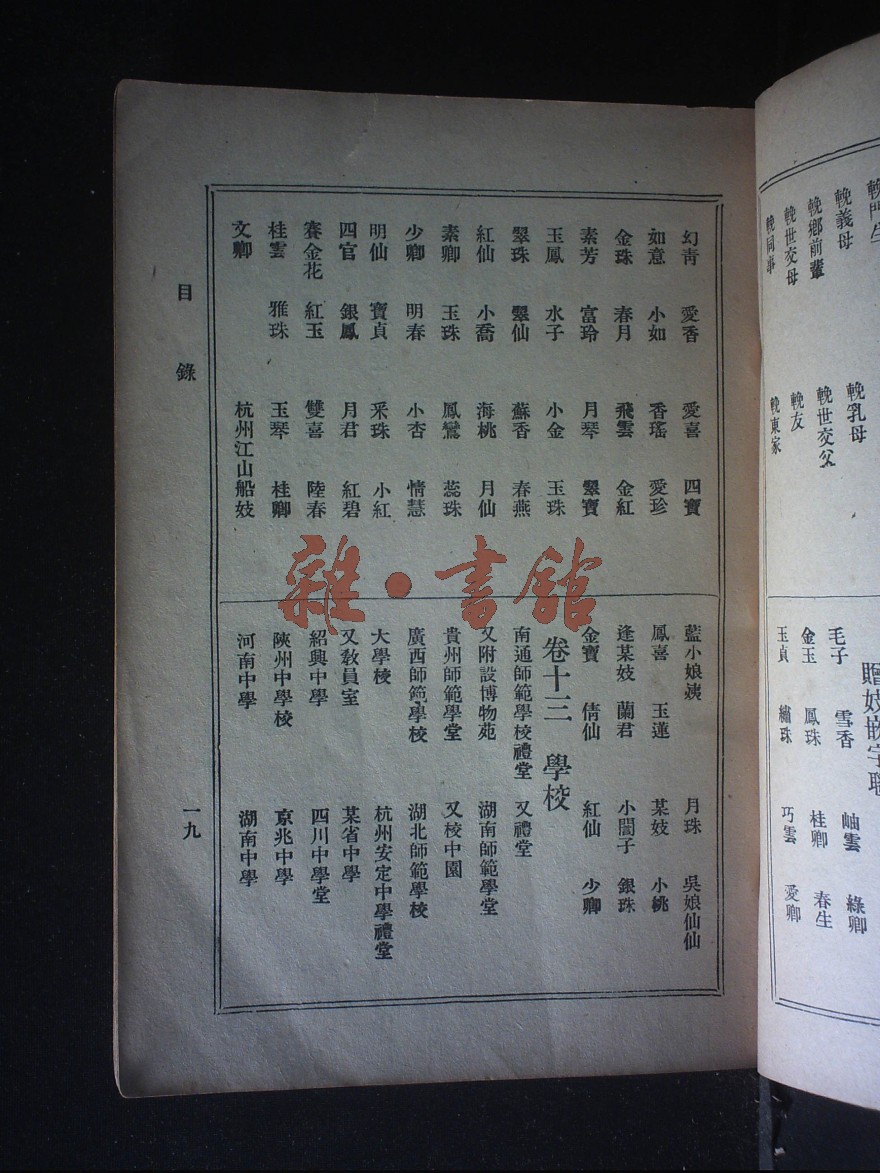 輓義母 輓乳母
輓鄉前輩 輓世交父
輓世交母 輓友
輓同事 輓東家
贈妓嵌字聯
毛子 雪香 岫雲 綠卿
金玉 鳳珠 桂卿 春生
玉貞 繡珠 巧雲 愛卿
幻靑 愛香 愛喜 四寶
如意 小如 香瑤 愛珍
金珠 春月 飛雲 金紅
素芳 富玲 月琴 翠寶
玉鳳 水子 小金 玉珠
翠珠 翠仙 蘇香 春燕
紅仙 小喬 海桃 月仙
素卿 玉珠 鳳鸞 蕊珠
少卿 明春 小杏 情慧
明仙 寶貞 采珠 小紅
四官 銀鳳 月君 紅碧
賽金花 紅玉 雙喜 陸春
桂雲 雅珠 玉琴 桂卿
文卿 杭州江山船妓
藍小娘姨 月珠 吳娘仙仙
鳳喜 玉蓮 某妓 小桃
逢某妓 蘭君 小闇子 銀珠
金寶 倩仙 紅仙 少卿
卷十三 學校
南通師範學校禮堂 又禮堂
又附設博物苑 湖南師範學堂
貴州師範學堂 又校中園
廣西師範學校 湖北師範學校
大學校 杭州安定中學禮堂
又敎員室 某省中學
紹興中學 四川中學堂
陝州中學校 京兆中學
河南中學 湖南中學
目錄
一九
雜·書館